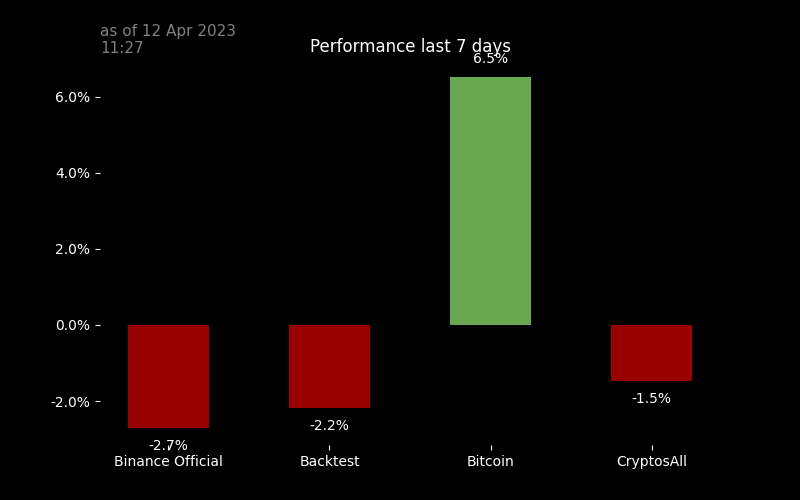 as of 12 Apr 2023
11:27
Performance last 7 days
6.5%
6.0%
4.0%
2.0%
0.0%
-2.0%
-1.5%
-2.2%
-2.7%
Binance Official
Backtest
Bitcoin
CryptosAll